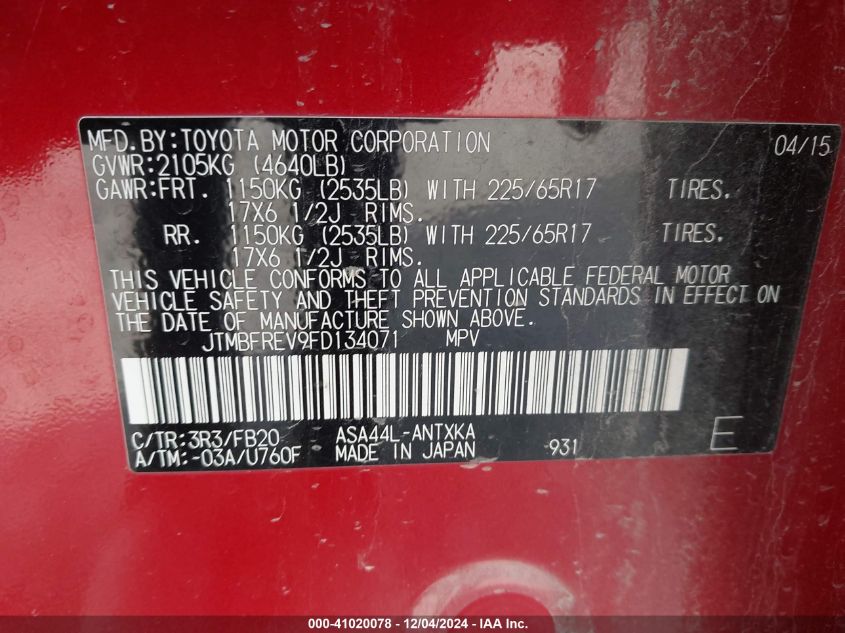 MFD.BY:TOYOTA MOTOR CORPORATION 04/15
GVWR:2105KG (4640LB)
GAWR:FRT. 1150KG (2535LB) WITH 225/65R17 TIRES.
17X6 1/2J RIMS.
RR. 1150KG (2535LB) WITH 225/65R17 TIRES.
17X6 1/2J RIMS.
THIS VEHICLE CONFORMS TO ALL APPLICABLE FEDERAL MOTOR
VEHICLE SAFETY AND THEFT PREVENTION STANDARDS IN EFFECT ON
THE DATE OF MANUFACTURE SHOWN ABOVE.
JTMBFREV9FD134071 MPV
C/TR:3R3/FB20 ASA44L-ANTXKA
A/TM:-03A/U760F MADE IN JAPAN -931 E
000-41020078 - 12/04/2024 - IAA Inc.